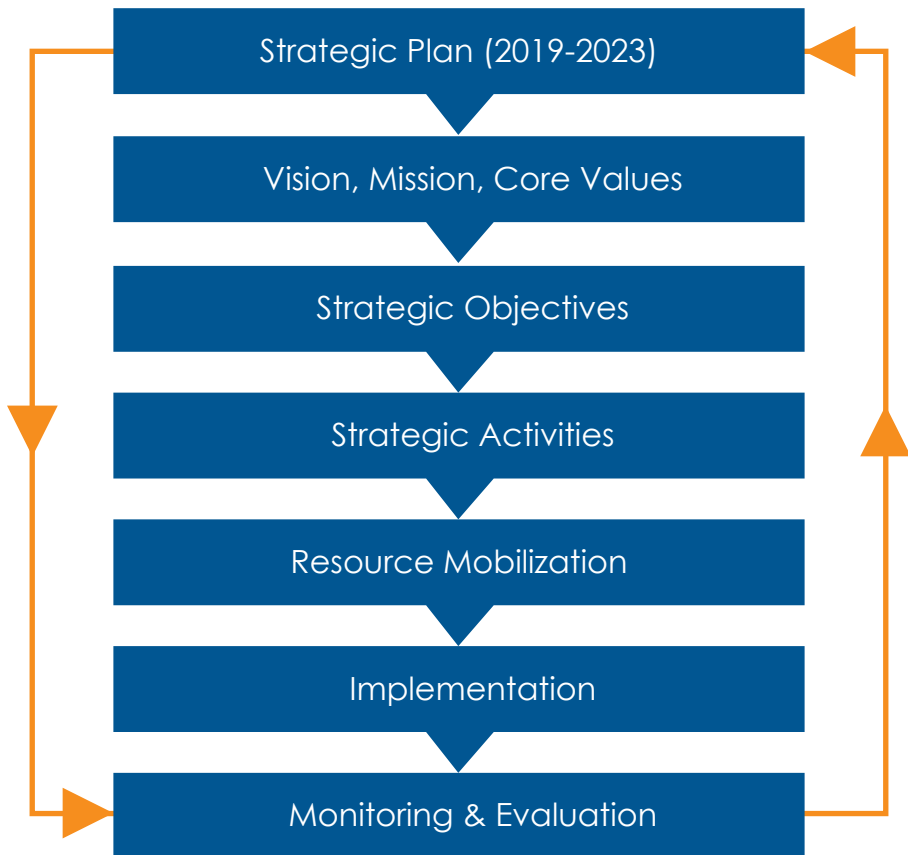 Strategic Plan (2019-2023)
Vision, Mission, Core Values
Strategic Objectives
Strategic Activities
Resource Mobilization
Implementation
Monitoring & Evaluation